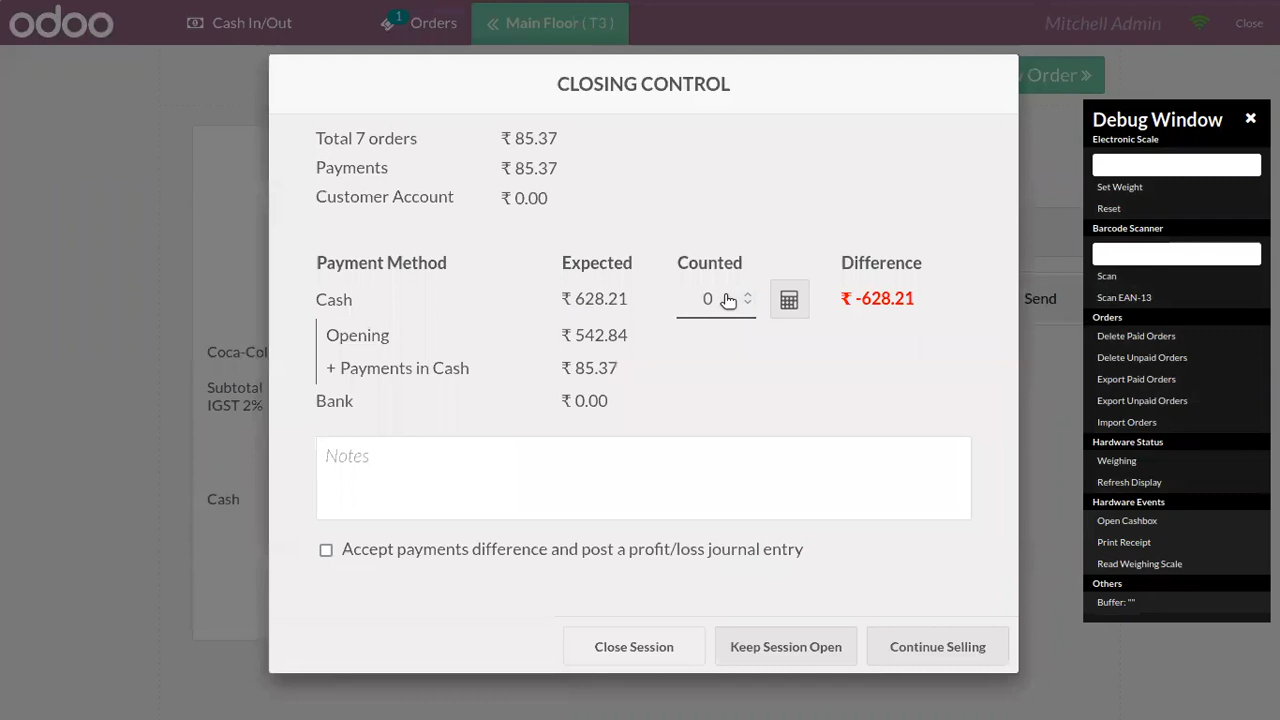 odoo
Cash In/Out
1
Orders
Main Floor ( T3 )
Mitchell Admin
Close
Order
CLOSING CONTROL
Total 7 orders ₹ 85.37
Payments ₹ 85.37
Customer Account ₹ 0.00
Payment Method Expected Counted Difference
Cash ₹ 628.21 0 ₹ -628.21
Opening ₹ 542.84
+ Payments in Cash ₹ 85.37
Bank ₹ 0.00
Notes
Accept payments difference and post a profit/loss journal entry
Close Session
Keep Session Open
Continue Selling
Send
Subtotal
IGST 2%
Cash
Debug Window
Electronic Scale
Set Weight
Reset
Barcode Scanner
Scan
Scan EAN-13
Orders
Delete Paid Orders
Delete Unpaid Orders
Export Paid Orders
Export Unpaid Orders
Import Orders
Hardware Status
Weighing
Refresh Display
Hardware Events
Open Cashbox
Print Receipt
Read Weighing Scale
Others
Buffer: ""